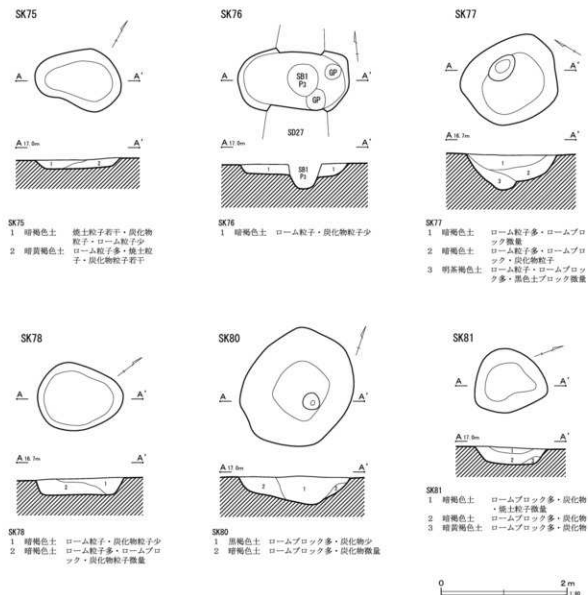 SK75
A A'
A 17.0m A'
1 2
SK75
1 暗褐色土 焼土粒子若干・炭化物
粒子・ローム粒子少
2 暗黄褐色土 ローム粒子多・焼土粒
子・炭化物粒子若干
SK76
A A'
SB1
P3
GP
GP
SD27
A 17.0m A'
1 SB1
P3
1
SK76
1 暗褐色土 ローム粒子・炭化物粒子少
SK77
A A'
A 16.7m A'
1
2
3
SK77
1 暗褐色土 ローム粒子多・ロームブロ
ック微量
2 暗褐色土 ローム粒子多・ロームブロ
ック・炭化物粒子
3 明茶褐色土 ローム粒子・ロームブロッ
ク多・黒色土ブロック微量
SK78
A A'
A 16.7m A'
2 1
SK78
1 暗褐色土 ローム粒子・炭化物粒子少
2 暗褐色土 ローム粒子多・ロームブロ
ック・炭化物粒子微量
SK80
A A'
A 17.0m A'
2 1
SK80
1 黒褐色土 ロームブロック多・炭化物少
2 暗褐色土 ロームブロック多・炭化物微量
SK81
A A'
A 17.0m A'
1
2
SK81
1 暗褐色土 ロームブロック多・炭化物
・焼土粒子微量
2 暗褐色土 ロームブロック多・炭化物
3 暗黄褐色土 ロームブロック多・炭化物
0 2m